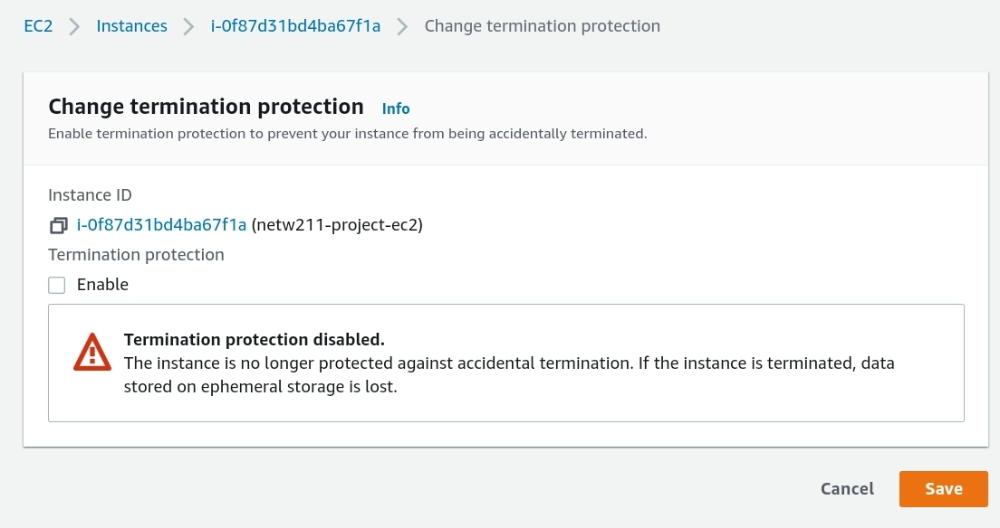 EC2 > Instances > i-0f87d31bd4ba67f1a > Change termination protection
Change termination protection Info
Enable termination protection to prevent your instance from being accidentally terminated.
Instance ID
i-0f87d31bd4ba67f1a (netw211-project-ec2)
Termination protection
Enable
Termination protection disabled.
The instance is no longer protected against accidental termination. If the instance is terminated, data
stored on ephemeral storage is lost.
Cancel Save